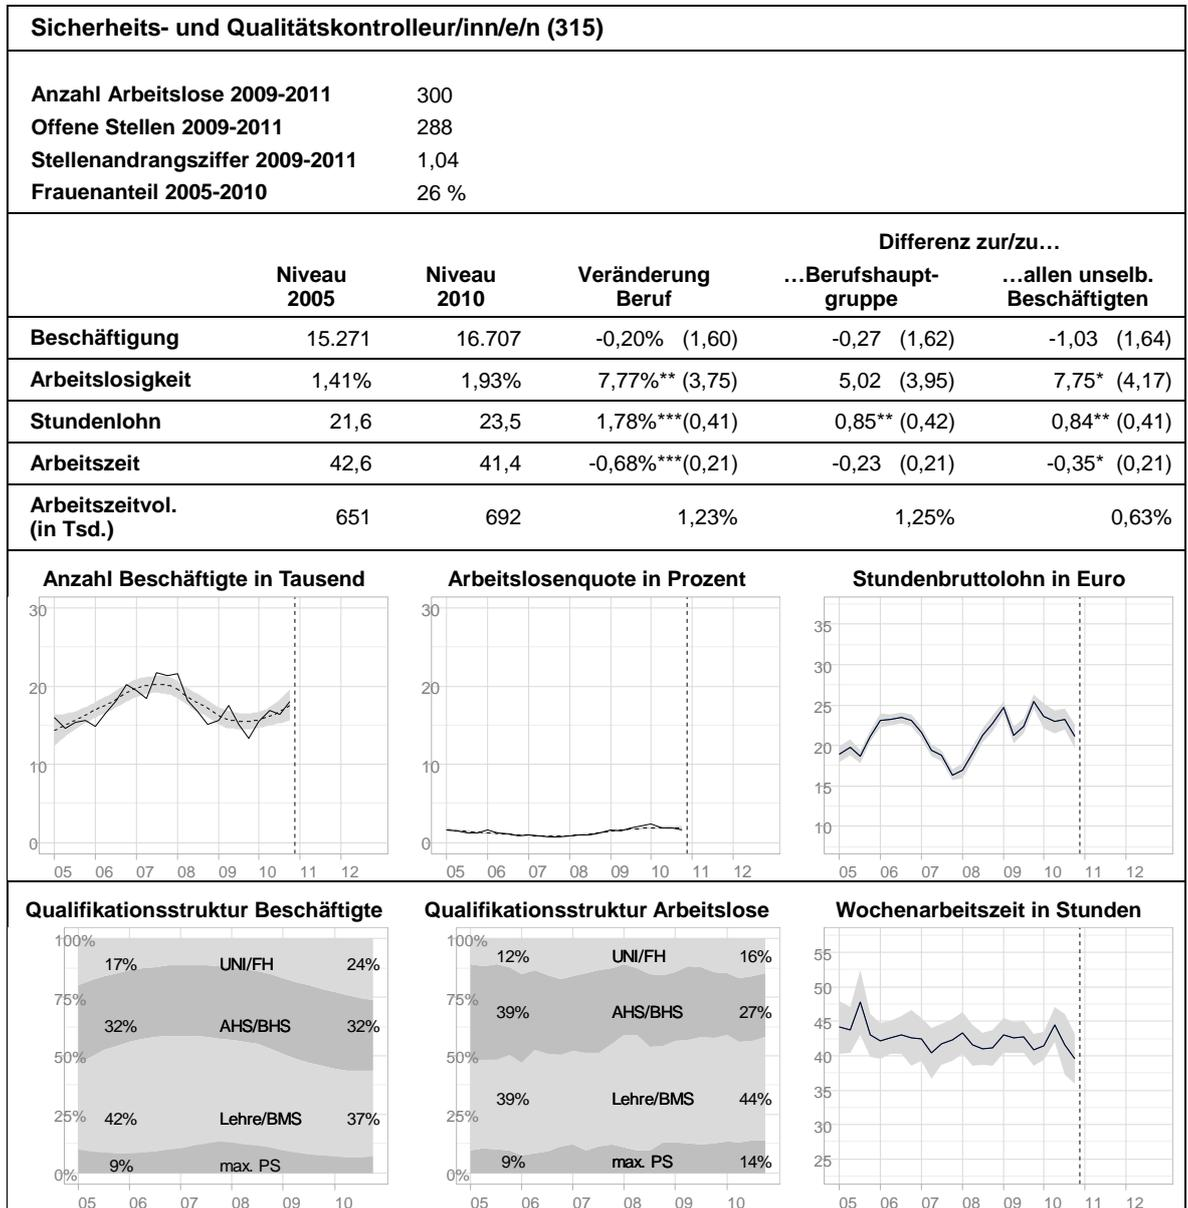 Sicherheits- und Qualitätskontrolleur/inn/e/n (315)
Anzahl Arbeitslose 2009-2011 300
Offene Stellen 2009-2011 288
Stellenandrangsziffer 2009-2011 1,04
Frauenanteil 2005-2010 26 %
Differenz zur/zu…
Niveau Niveau Veränderung …Berufshaupt- …allen unselb.
2005 2010 Beruf gruppe Beschäftigten
Beschäftigung 15.271 16.707 -0,20% (1,60) -0,27 (1,62) -1,03 (1,64)
Arbeitslosigkeit 1,41% 1,93% 7,77%** (3,75) 5,02 (3,95) 7,75* (4,17)
Stundenlohn 21,6 23,5 1,78%***(0,41) 0,85** (0,42) 0,84** (0,41)
Arbeitszeit 42,6 41,4 -0,68%***(0,21) -0,23 (0,21) -0,35* (0,21)
Arbeitszeitvol.
(in Tsd.) 651 692 1,23% 1,25% 0,63%
Anzahl Beschäftigte in Tausend
30
20
10
0
05 06 07 08 09 10 11 12
Arbeitslosenquote in Prozent
30
20
10
0
05 06 07 08 09 10 11 12
Stundenbruttolohn in Euro
35
30
25
20
15
10
05 06 07 08 09 10 11 12
Qualifikationsstruktur Beschäftigte
100%
17% UNI/FH 24%
75%
32% AHS/BHS 32%
50%
25%
42% Lehre/BMS 37%
9% max. PS
0%
05 06 07 08 09 10
Qualifikationsstruktur Arbeitslose
100%
12% UNI/FH 16%
75%
39% AHS/BHS 27%
50%
39% Lehre/BMS 44%
25%
9% max. PS 14%
0%
05 06 07 08 09 10
Wochenarbeitszeit in Stunden
55
50
45
40
35
30
25
05 06 07 08 09 10 11 12